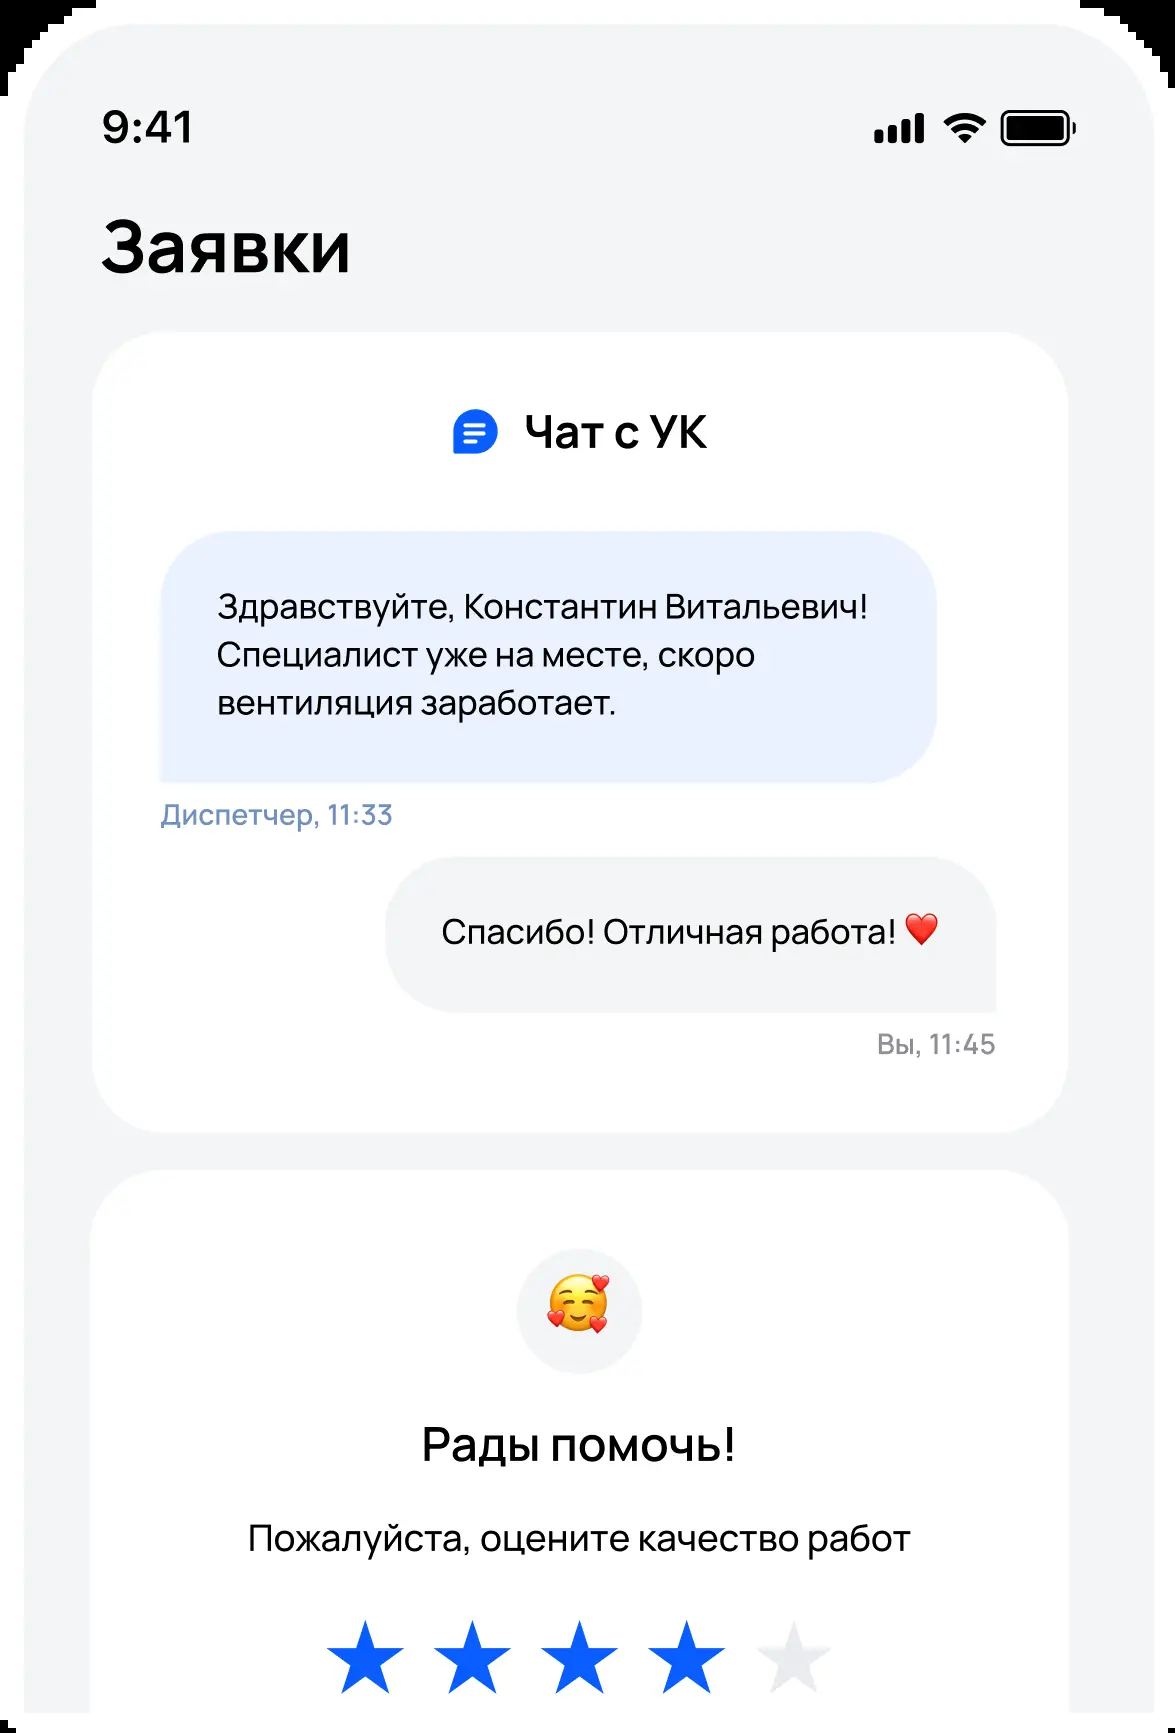 9:41
Заявки
Чат с УК
Здравствуйте, Константин Витальевич!
Специалист уже на месте, скоро
вентиляция заработает.
Диспетчер, 11:33
Спасибо! Отличная работа! ❤️
Вы, 11:45
Рады помочь!
Пожалуйста, оцените качество работ